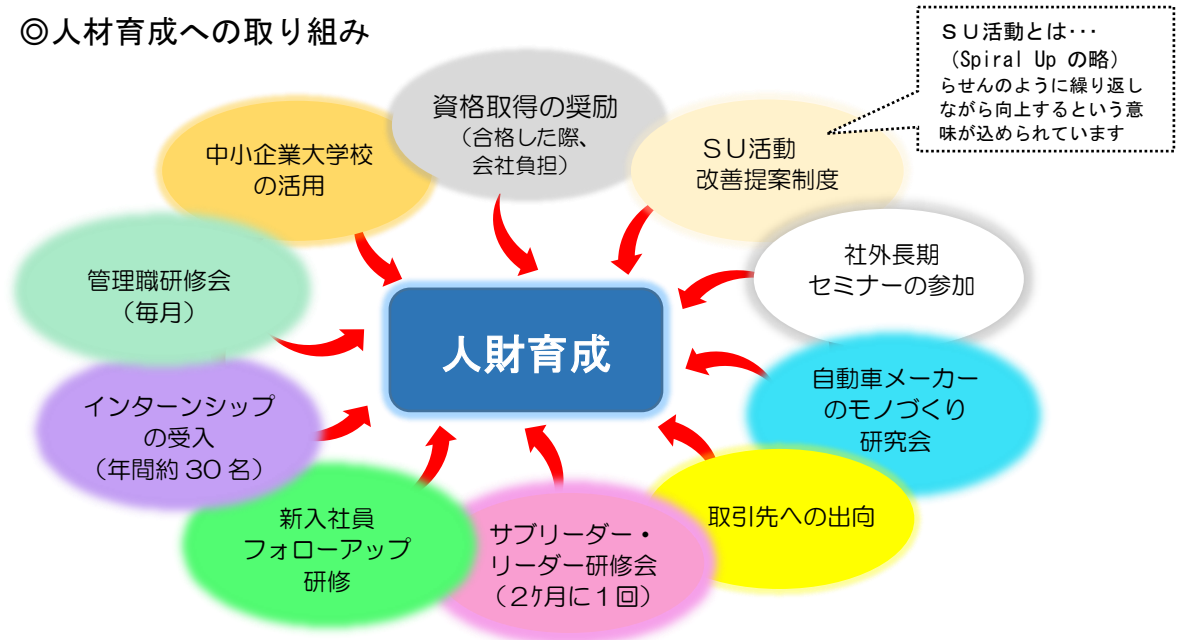 ◎人材育成への取り組み
ＳＵ活動とは･･･
（Spiral Up の略）
らせんのように繰り返し
ながら向上するという意
味が込められています
資格取得の奨励
（合格した際、
会社負担）
ＳＵ活動
改善提案制度
中小企業大学校
の活用
社外長期
セミナーの参加
管理職研修会
（毎月）
人財育成
自動車メーカー
のモノづくり
研究会
インターンシップ
の受入
（年間約 30 名）
取引先への出向
新入社員
フォローアップ
研修
サブリーダー・
リーダー研修会
（２ｹ月に１回）